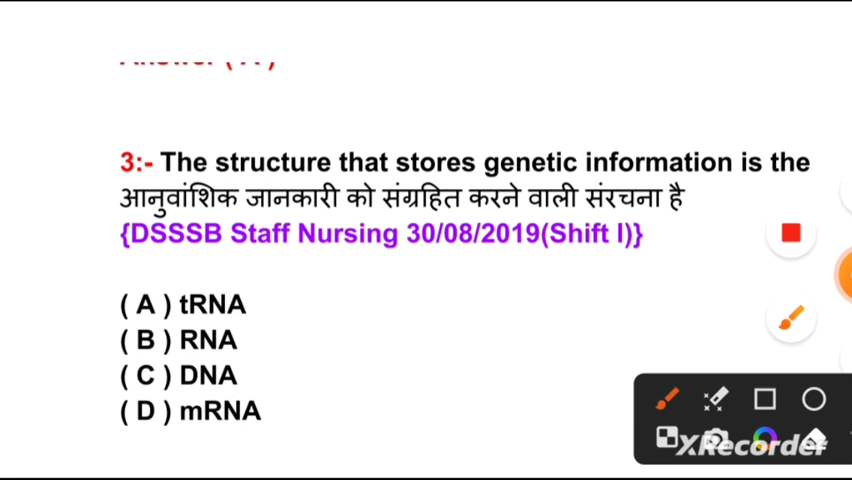 3:- The structure that stores genetic information is the
आनुवांशिक जानकारी को संग्रहित करने वाली संरचना है
{DSSSB Staff Nursing 30/08/2019(Shift I)}
( A ) tRNA
( B ) RNA
( C ) DNA
( D ) mRNA
XRecorder